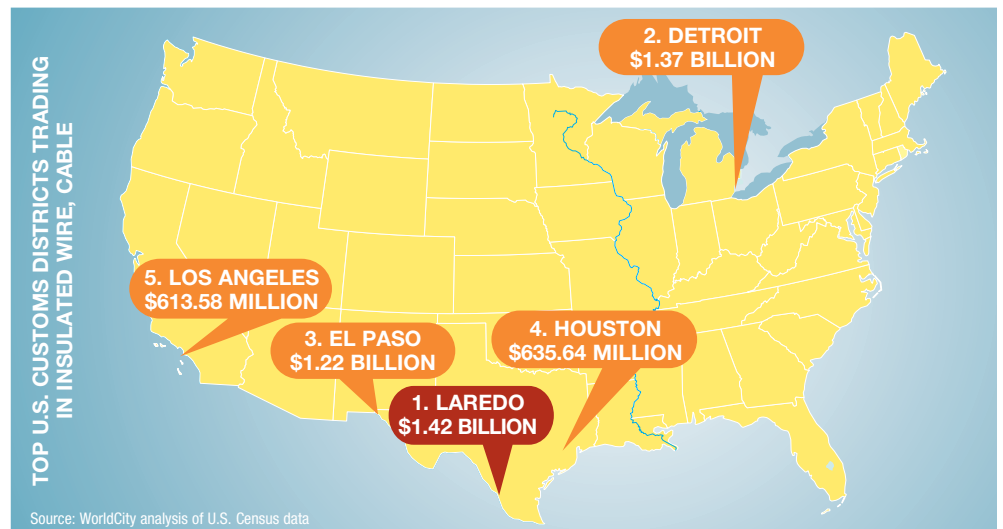 TOP U.S. CUSTOMS DISTRICTS TRADING
IN INSULATED WIRE, CABLE
2. DETROIT
$1.37 BILLION
5. LOS ANGELES
$613.58 MILLION
3. EL PASO
$1.22 BILLION
4. HOUSTON
$635.64 MILLION
1. LAREDO
$1.42 BILLION
Source: WorldCity analysis of U.S. Census data